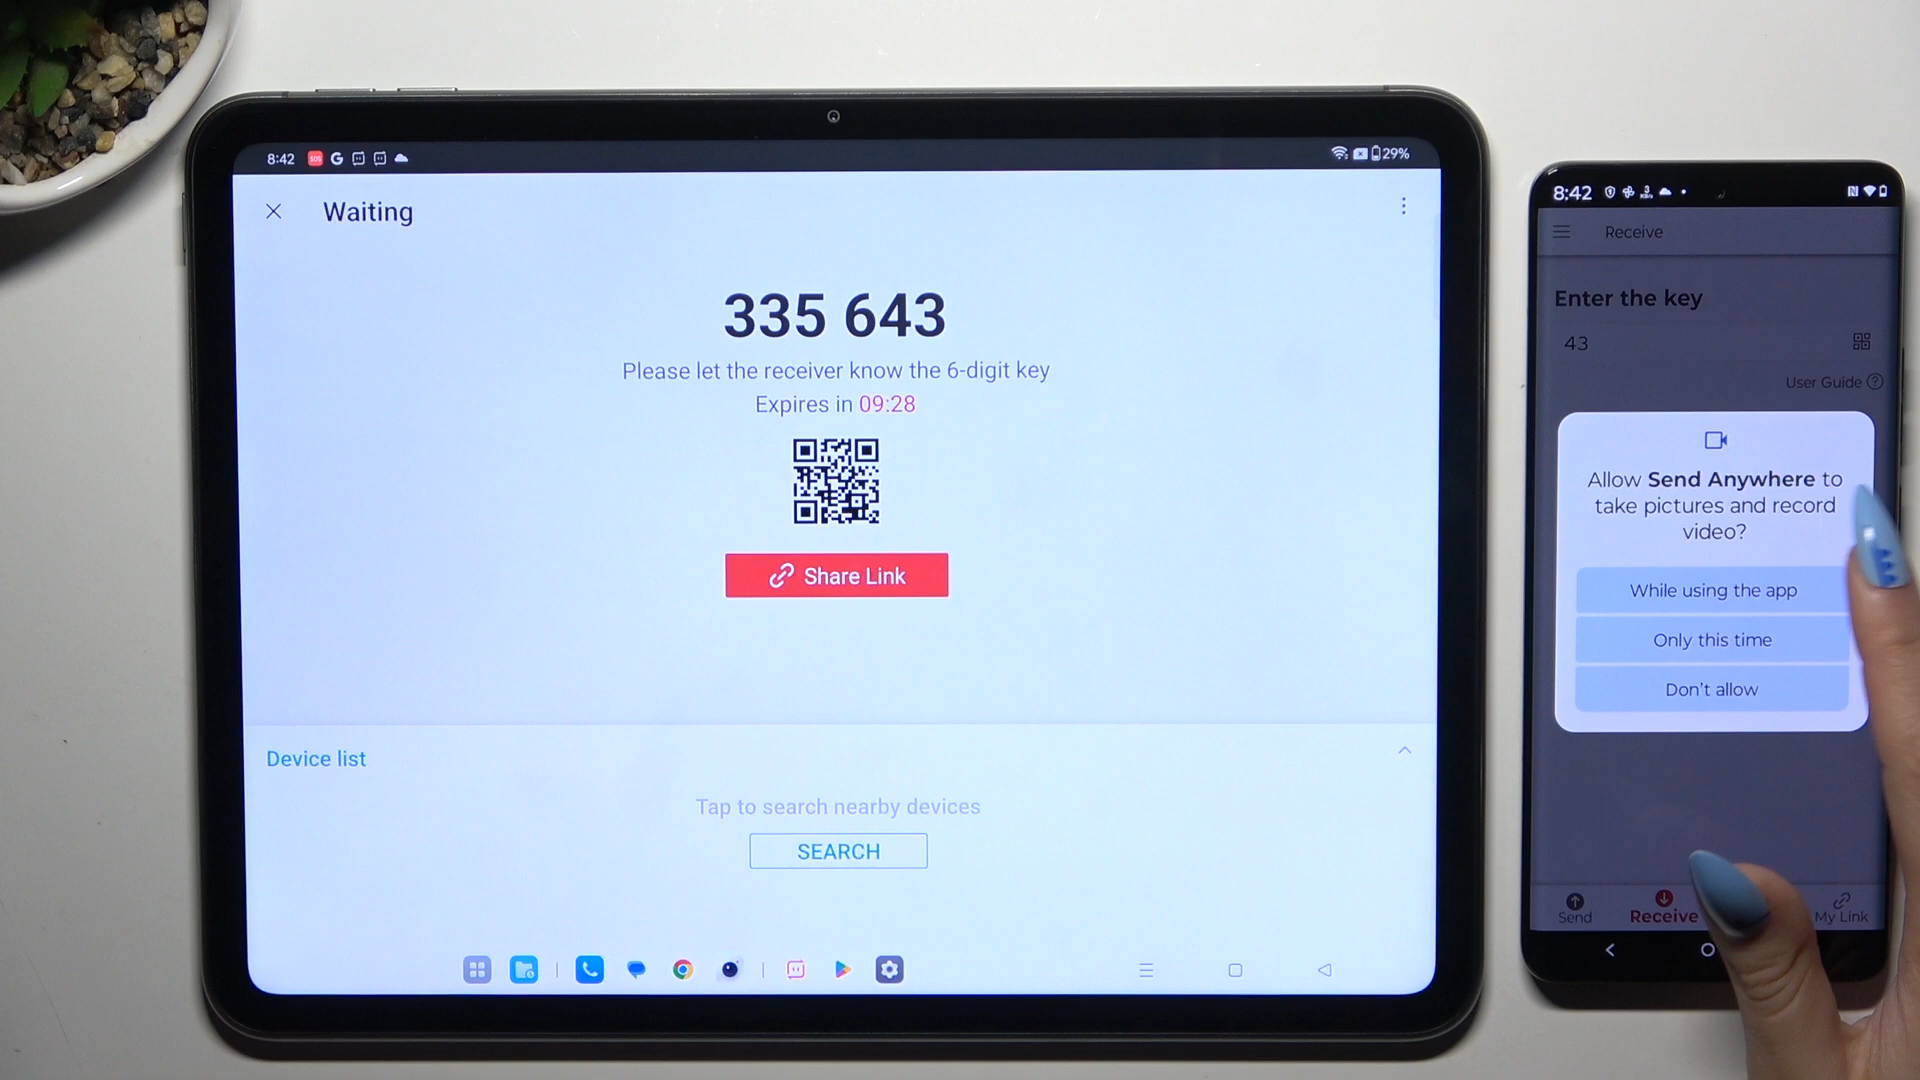 8:42
SOS
G
29%
Waiting
335 643
Please let the receiver know the 6-digit key
Expires in 09:28
Share Link
Device list
Tap to search nearby devices
SEARCH
8:42
Receive
Enter the key
43
User Guide ?
Allow Send Anywhere to
take pictures and record
video?
While using the app
Only this time
Don't allow
Send
Receive
My Link